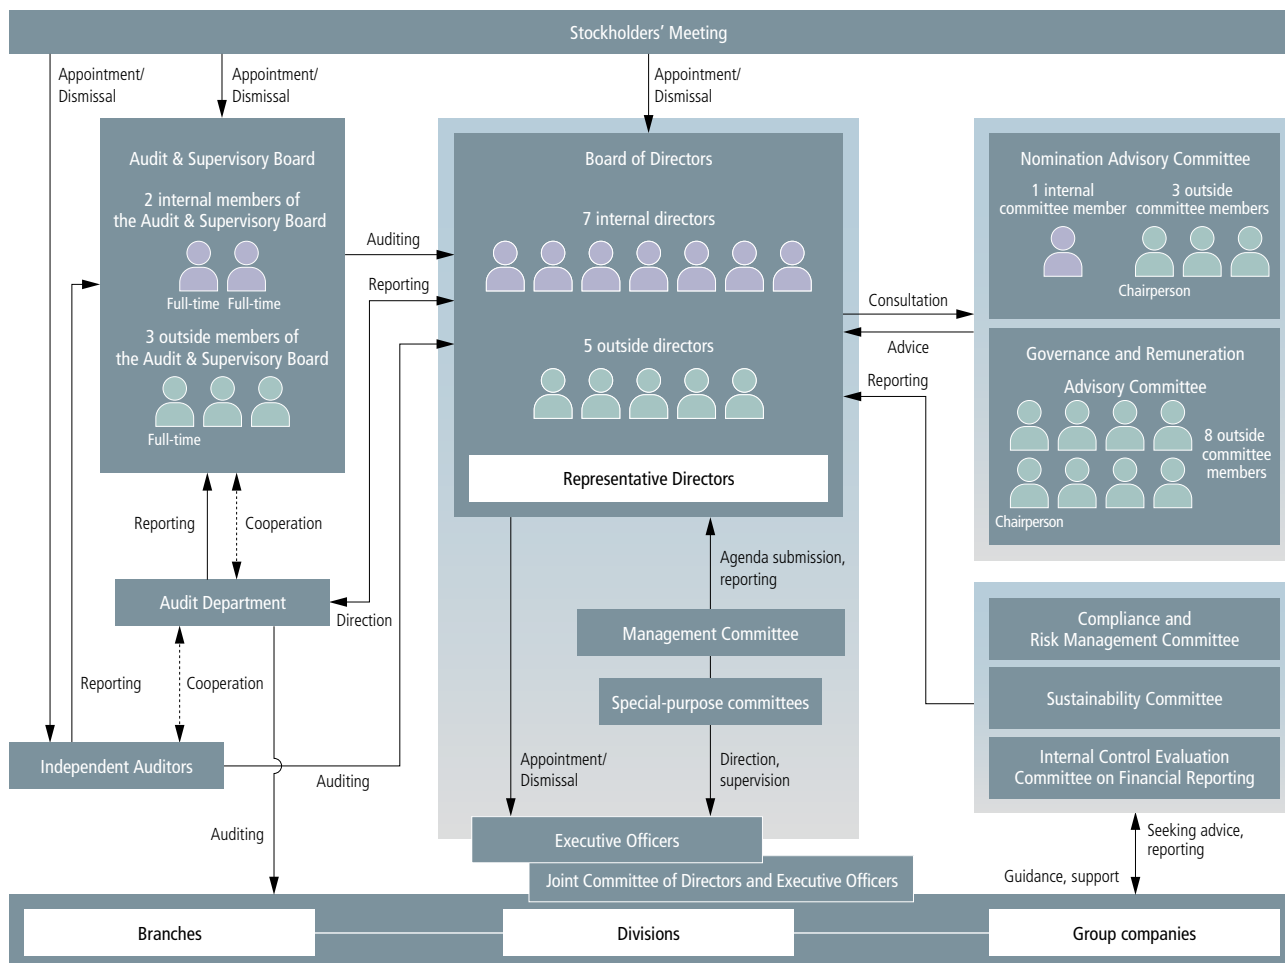 Stockholders’ Meeting
Appointment/
Dismissal
Appointment/
Dismissal
Appointment/
Dismissal
Audit & Supervisory Board
2 internal members of
the Audit & Supervisory Board
Full-time
Full-time
3 outside members of
the Audit & Supervisory Board
Full-time
Auditing
Reporting
Board of Directors
7 internal directors
5 outside directors
Representative Directors
Consultation
Advice
Reporting
Nomination Advisory Committee
1 internal
committee member
3 outside
committee members
Chairperson
Governance and Remuneration
Advisory Committee
8 outside
committee
members
Chairperson
Reporting
Cooperation
Audit Department
Direction
Agenda submission,
reporting
Management Committee
Special-purpose committees
Compliance and
Risk Management Committee
Sustainability Committee
Internal Control Evaluation
Committee on Financial Reporting
Reporting
Cooperation
Independent Auditors
Auditing
Appointment/
Dismissal
Direction,
supervision
Auditing
Executive Officers
Joint Committee of Directors and Executive Officers
Seeking advice,
reporting
Guidance, support
Branches
Divisions
Group companies